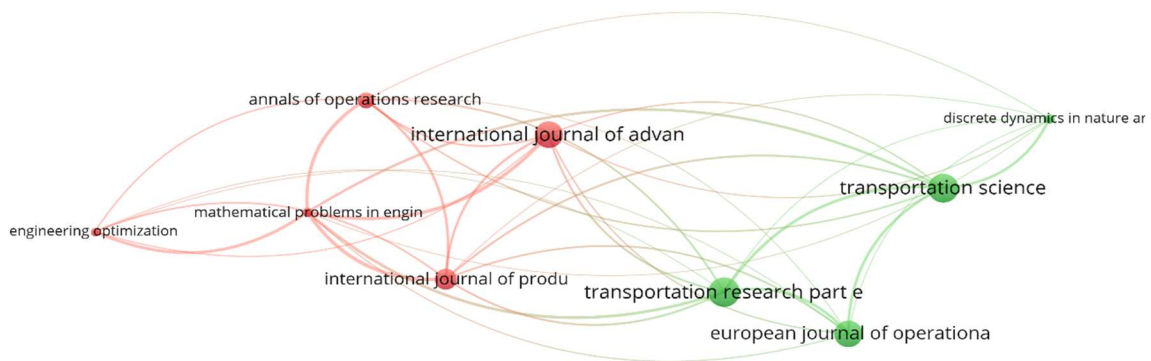 annals of operations research
international journal of advan
discrete dynamics in nature ar
transportation science
mathematical problems in engin
engineering optimization
international journal of produ
transportation research part e
european journal of operationa